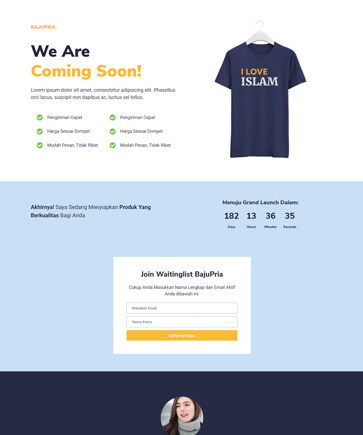 BAJUPRIA
We Are
Coming Soon!
Lorem ipsum dolor sit amet, consectetur adipiscing elit. Phasellus
orci lacus, suscipit non dapibus ac, luctus vel tellus.
Pengiriman Cepat
Pengiriman Cepat
Harga Sesuai Dompet
Harga Sesuai Dompet
Mudah Pesan, Tidak Ribet
Mudah Pesan, Tidak Ribet
I LOVE
ISLAM
Akhirnya! Saya Sedang Menyiapkan Produk Yang
Berkualitas Bagi Anda
Menuju Grand Launch Dalam:
182 13 36 35
Days Hours Minutes Seconds
Join Waitinglist BajuPria
Cukup Anda Masukkan Nama Lengkap dan Email Aktif
Anda dibawah ini:
Masukan Email
Nama Kamu
Daftarkan Saya